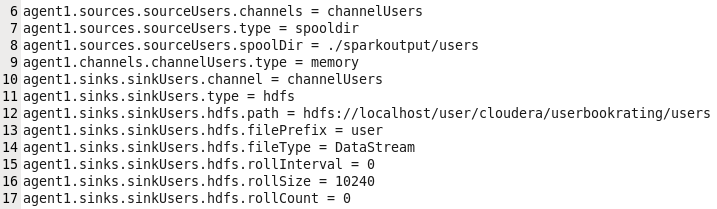 6 agent1.sources.sourceUsers.channels = channelUsers
7 agent1.sources.sourceUsers.type = spooldir
8 agent1.sources.sourceUsers.spoolDir = ./sparkoutput/users
9 agent1.channels.channelUsers.type = memory
10 agent1.sinks.sinkUsers.channel = channelUsers
11 agent1.sinks.sinkUsers.type = hdfs
12 agent1.sinks.sinkUsers.hdfs.path = hdfs://localhost/user/cloudera/userbookrating/users
13 agent1.sinks.sinkUsers.hdfs.filePrefix = user
14 agent1.sinks.sinkUsers.hdfs.fileType = DataStream
15 agent1.sinks.sinkUsers.hdfs.rollInterval = 0
16 agent1.sinks.sinkUsers.hdfs.rollSize = 10240
17 agent1.sinks.sinkUsers.hdfs.rollCount = 0